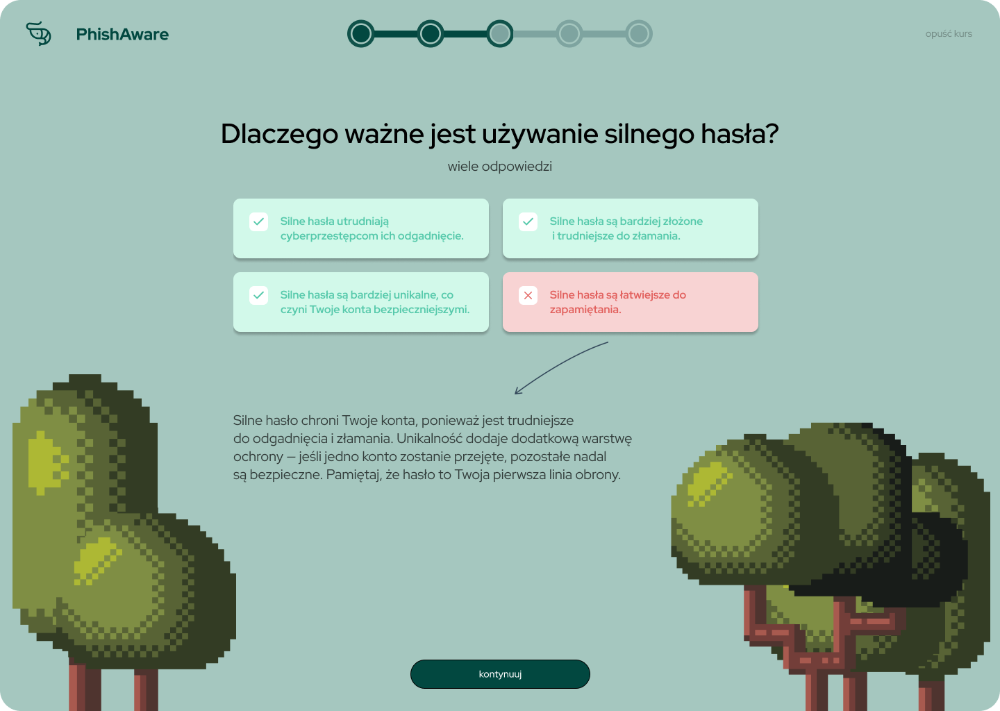 PhishAware
opuść kurs
Dlaczego ważne jest używanie silnego hasła?
wiele odpowiedzi
Silne hasła utrudniają
cyberprzestępcom ich odgadnięcie.
Silne hasła są bardziej złożone
i trudniejsze do złamania.
Silne hasła są bardziej unikalne, co
czyni Twoje konta bezpieczniejszymi.
Silne hasła są łatwiejsze do
zapamiętania.
Silne hasło chroni Twoje konta, ponieważ jest trudniejsze
do odgadnięcia i złamania. Unikalność dodaje dodatkową warstwę
ochrony — jeśli jedno konto zostanie przejęte, pozostałe nadal
są bezpieczne. Pamiętaj, że hasło to Twoja pierwsza linia obrony.
kontynuuj